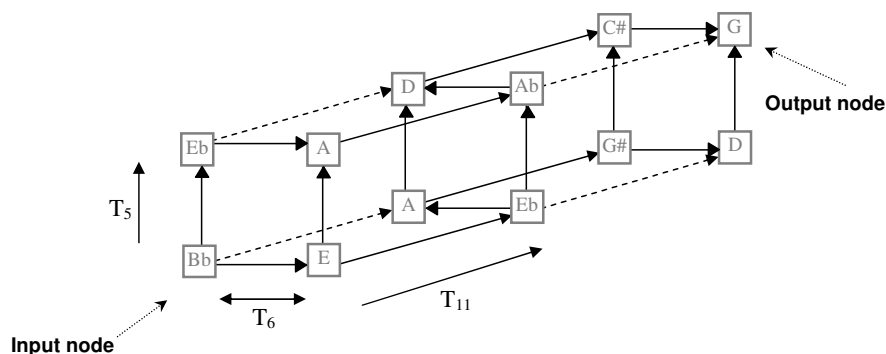 C# G
D Ab
Output node
Eb A
G# D
T5
A Eb
Bb E
T11
T6
Input node